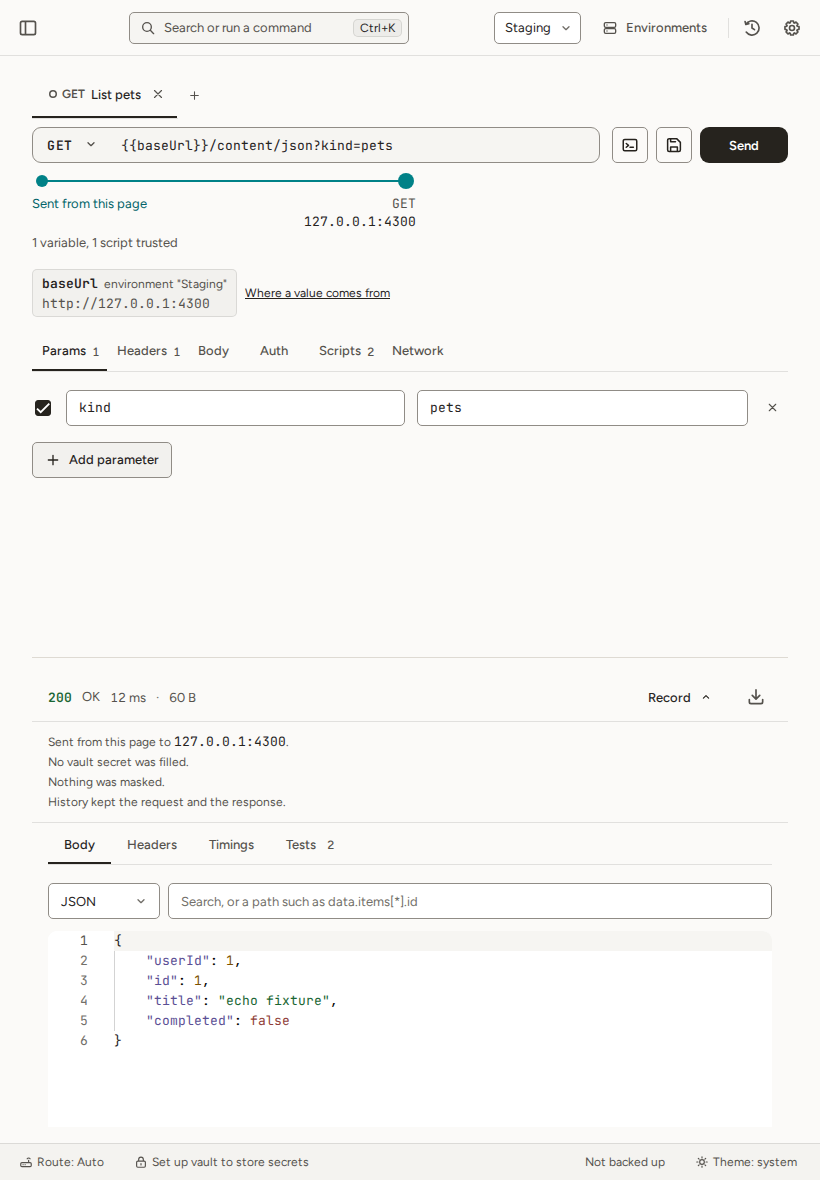 Search or run a command Ctrl+K Staging Environments
GET List pets
GET {{baseUrl}}/content/json?kind=pets Send
Sent from this page GET
127.0.0.1:4300
1 variable, 1 script trusted
baseUrl environment "Staging"
http://127.0.0.1:4300
Where a value comes from
Params 1 Headers 1 Body Auth Scripts 2 Network
kind pets
Add parameter
200 OK 12 ms · 60 B Record
Sent from this page to 127.0.0.1:4300.
No vault secret was filled.
Nothing was masked.
History kept the request and the response.
Body Headers Timings Tests 2
JSON Search, or a path such as data.items[*].id
1 {
2 "userId": 1,
3 "id": 1,
4 "title": "echo fixture",
5 "completed": false
6 }
Route: Auto Set up vault to store secrets Not backed up Theme: system